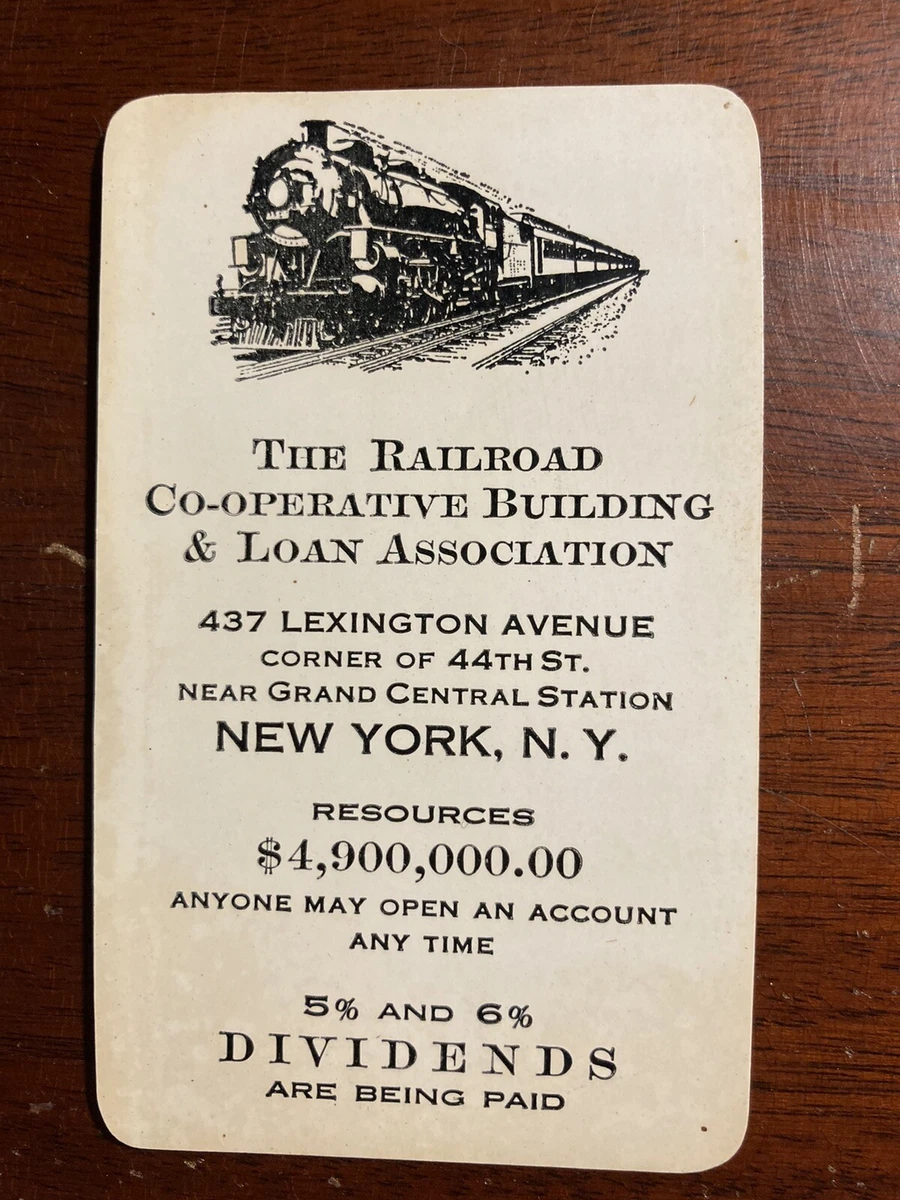 THE RAILROAD
CO-OPERATIVE BUILDING
& LOAN ASSOCIATION
437 LEXINGTON AVENUE
CORNER OF 44TH ST.
NEAR GRAND CENTRAL STATION
NEW YORK, N. Y.
RESOURCES
$4,900,000.00
ANYONE MAY OPEN AN ACCOUNT
ANY TIME
5% AND 6%
DIVIDENDS
ARE BEING PAID